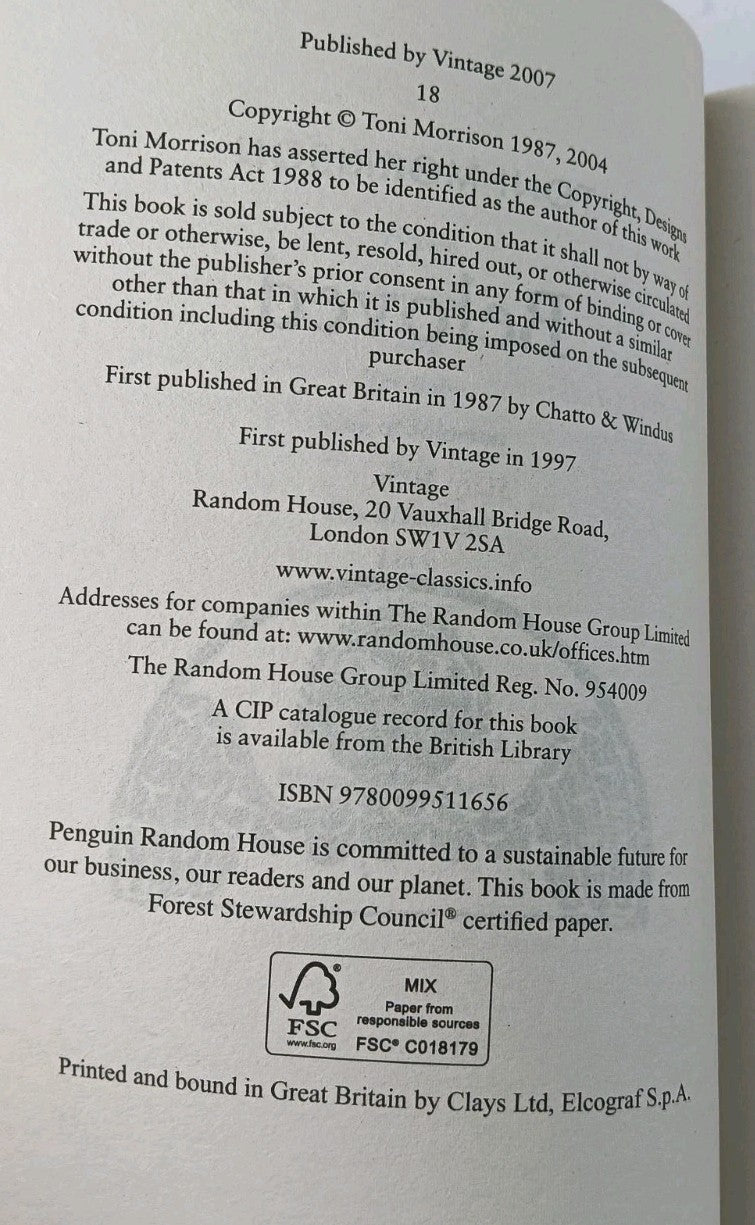 Published by Vintage 2007
18
Copyright © Toni Morrison 1987, 2004
Toni Morrison has asserted her right under the Copyright, Designs
and Patents Act 1988 to be identified as the author of this work
This book is sold subject to the condition that it shall not by way of
trade or otherwise, be lent, resold, hired out, or otherwise circulated
without the publisher's prior consent in any form of binding or cover
other than that in which it is published and without a similar
condition including this condition being imposed on the subsequent
purchaser
First published in Great Britain in 1987 by Chatto & Windus
First published by Vintage in 1997
Vintage
Random House, 20 Vauxhall Bridge Road,
London SW1V 2SA
www.vintage-classics.info
Addresses for companies within The Random House Group Limited
can be found at: www.randomhouse.co.uk/offices.htm
The Random House Group Limited Reg. No. 954009
A CIP catalogue record for this book
is available from the British Library
ISBN 9780099511656
Penguin Random House is committed to a sustainable future for
our business, our readers and our planet. This book is made from
Forest Stewardship Council® certified paper.
®
FSC
www.fsc.org
MIX
Paper from
responsible sources
FSC® C018179
Printed and bound in Great Britain by Clays Ltd, Elcograf S.p.A.